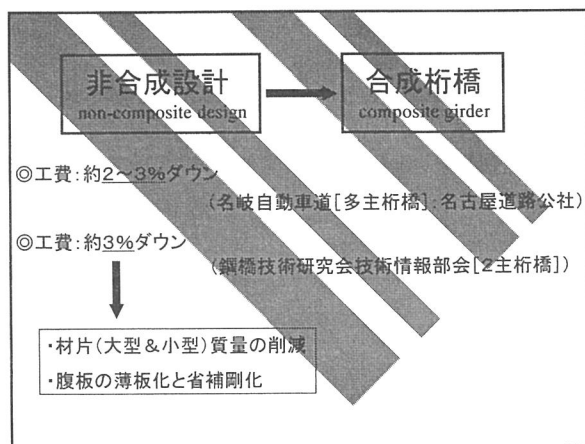 非合成設計
non-composite design
合成桁橋
composite girder
◎工費:約2～3%ダウン
(名岐自動車道[多主桁橋]:名古屋道路公社)
◎工費:約3%ダウン
(鋼橋技術研究会技術情報部会[2主桁橋])
・材片(大型&小型)質量の削減
・腹板の薄板化と省補剛化